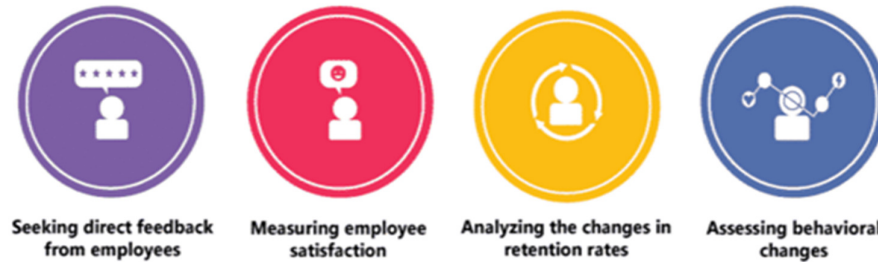 Seeking direct feedback
from employees
Measuring employee
satisfaction
Analyzing the changes in
retention rates
Assessing behavioral
changes